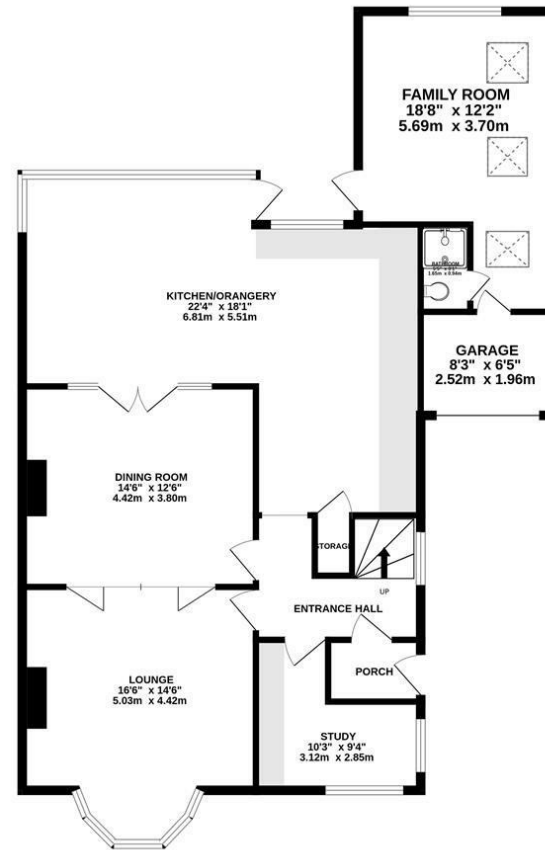 FAMILY ROOM
18'8" x 12'2"
5.69m x 3.70m
BATHROOM
KITCHEN/ORANGERY
22'4" x 18'1"
6.81m x 5.51m
GARAGE
8'3" x 6'5"
2.52m x 1.96m
DINING ROOM
14'6" x 12'6"
4.42m x 3.80m
STORAGE
UP
ENTRANCE HALL
PORCH
LOUNGE
16'6" x 14'6"
5.03m x 4.42m
STUDY
10'3" x 9'4"
3.12m x 2.85m